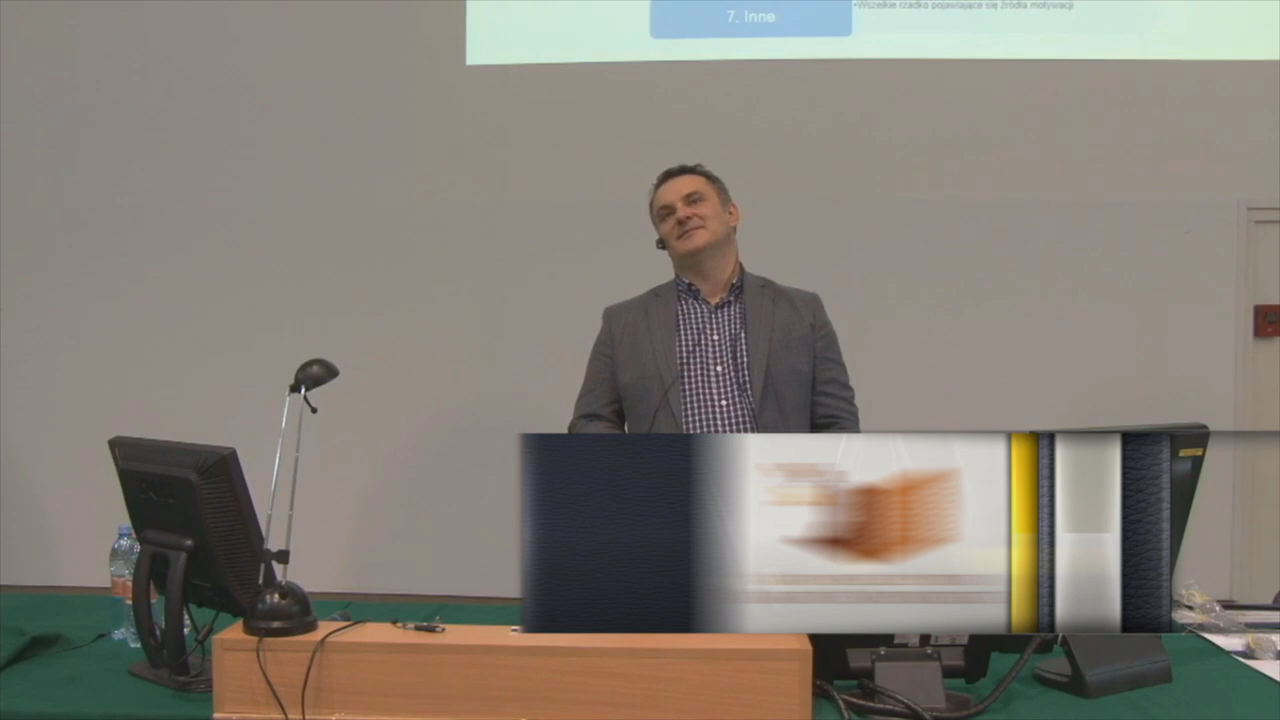 7. Inne
•Wszelkie rzadko pojawiające się źródła motywacji